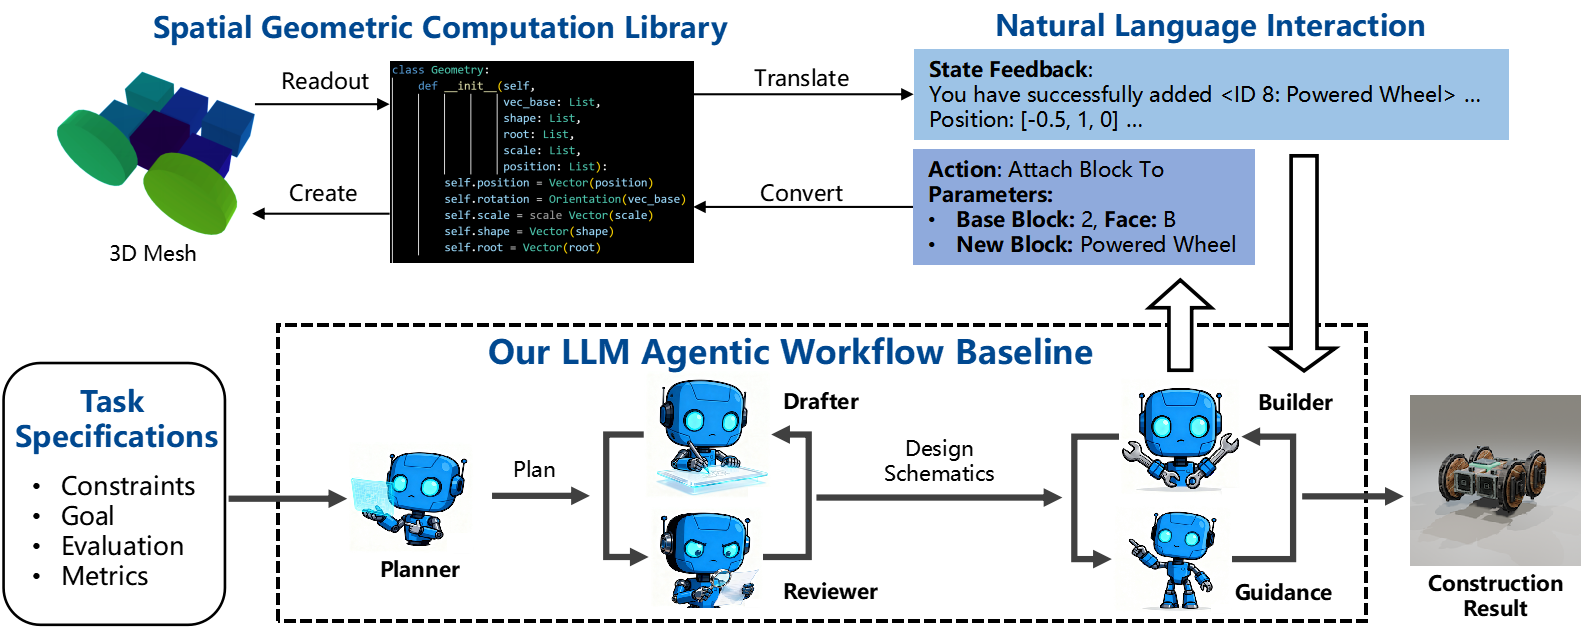 Spatial Geometric Computation Library
Natural Language Interaction
Readout
Create
3D Mesh
class Geometry:
def __init__(self,
vec_base: List,
shape: List,
root: List,
scale: List,
position: List):
self.position = Vector(position)
self.rotation = Orientation(vec_base)
self.scale = scale Vector(scale)
self.shape = Vector(shape)
self.root = Vector(root)
Translate
Convert
State Feedback:
You have successfully added <ID 8: Powered Wheel> ...
Position: [-0.5, 1, 0] ...
Action: Attach Block To
Parameters:
• Base Block: 2, Face: B
• New Block: Powered Wheel
Our LLM Agentic Workflow Baseline
Task
Specifications
• Constraints
• Goal
• Evaluation
• Metrics
Planner
Plan
Drafter
Reviewer
Design
Schematics
Builder
Guidance
Construction
Result